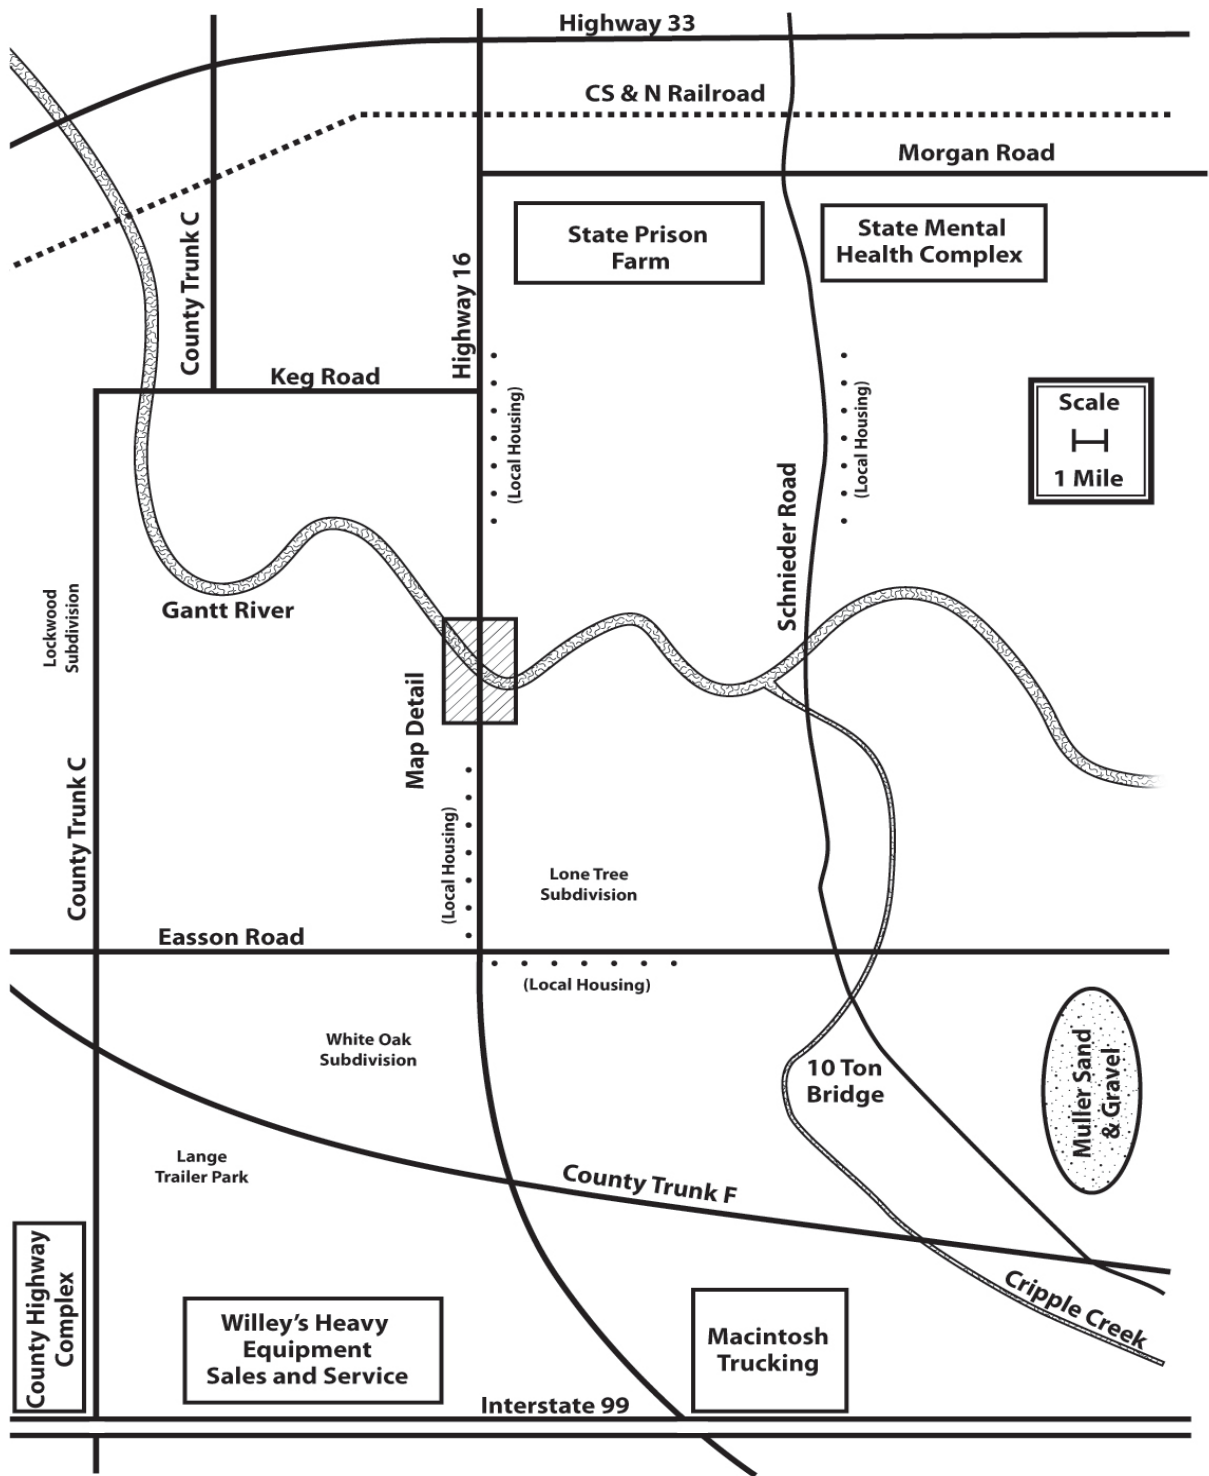 Highway 33
CS & N Railroad
Morgan Road
County Trunk C
Highway 16
State Prison
Farm
State Mental
Health Complex
Keg Road
(Local Housing)
(Local Housing)
Scale
1 Mile
Schnieder Road
Gantt River
Lockwood
Subdivision
Map Detail
County Trunk C
(Local Housing)
Lone Tree
Subdivision
Easson Road
(Local Housing)
White Oak
Subdivision
10 Ton
Bridge
Muller Sand
& Gravel
Lange
Trailer Park
County Trunk F
County Highway
Complex
Willey's Heavy
Equipment
Sales and Service
Macintosh
Trucking
Cripple Creek
Interstate 99